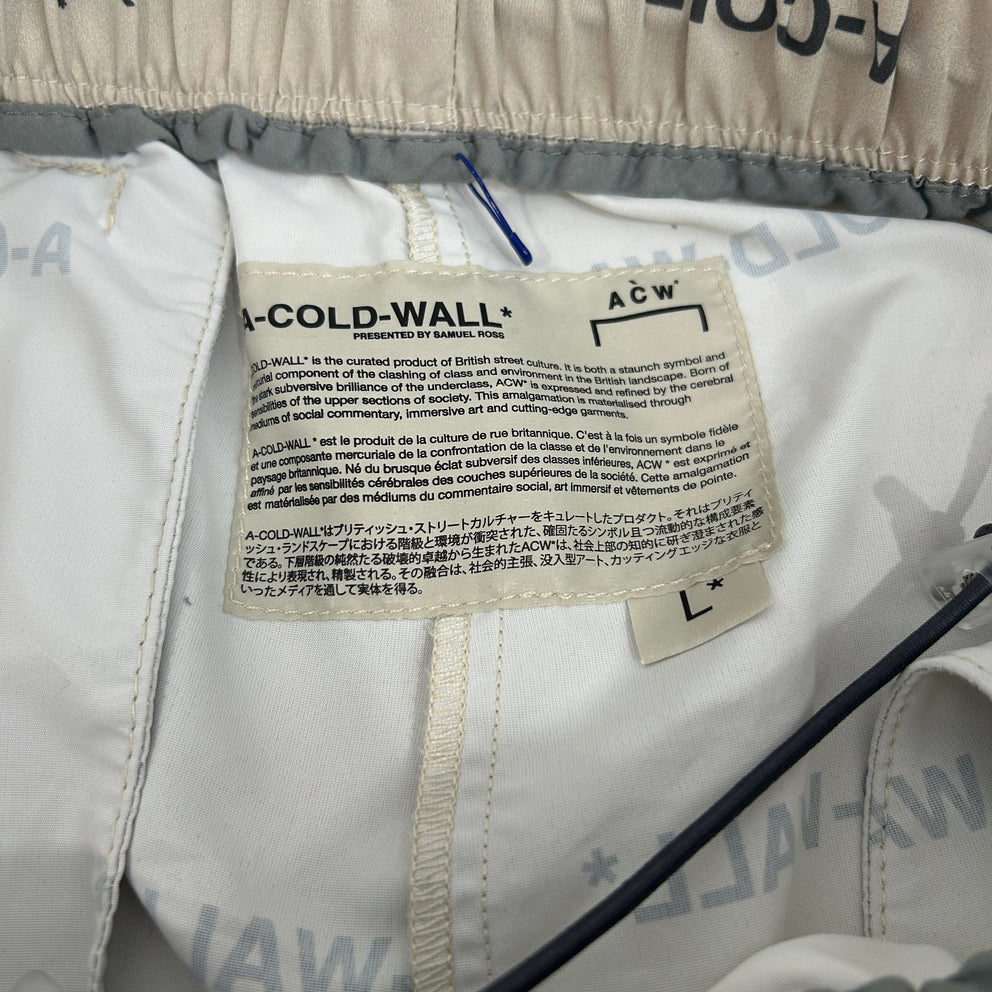 A-COLD-WALL*
PRESENTED BY SAMUEL ROSS
ACW*
OLD-WALL* is the curated product of British street culture. It is both a staunch symbol and
component of the clashing of class and environment in the British landscape. Born of
the stark subversive brilliance of the underclass, ACW* is expressed and refined by the cerebral
sensibilities of the upper sections of society. This amalgamation is materialised through
mediums of social commentary, immersive art and cutting-edge garments.
A-COLD-WALL* est le produit de la culture de rue britannique. C'est à la fois un symbole fidèle
et une composante mercuriale de la confrontation de la classe et de l'environnement dans le
paysage britannique. Né du brusque éclat subversif des classes inférieures, ACW* est exprimé et
affiné par les sensibilités cérébrales des couches supérieures de la société. Cette amalgamation
est matérialisée par des médiums du commentaire social, art immersif et vêtements de pointe.
A-COLD-WALL*はブリティッシュ・ストリートカルチャーをキュレートしたプロダクト。それはブリティ
ッシュ・ランドスケープにおける階級と環境が衝突された、確固たるシンボル且つ流動的な構成要素
である。下層階級の純然たる破壊的卓越から生まれたACW*は、社会上部の知的に研ぎ澄まされた感
性により表現され、精製される。その融合は、社会的主張、没入型アート、カッティングエッジな衣服と
いったメディアを通して実体を得る。
L*